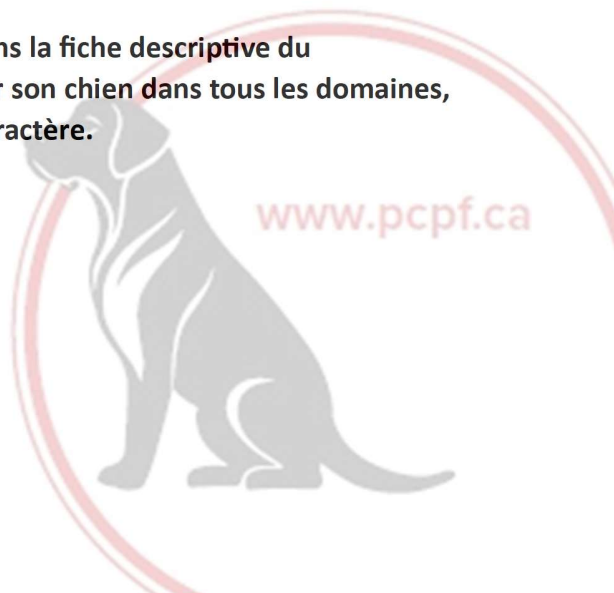 ns la fiche descriptive du
r son chien dans tous les domaines,
ractère.
www.pcpf.ca